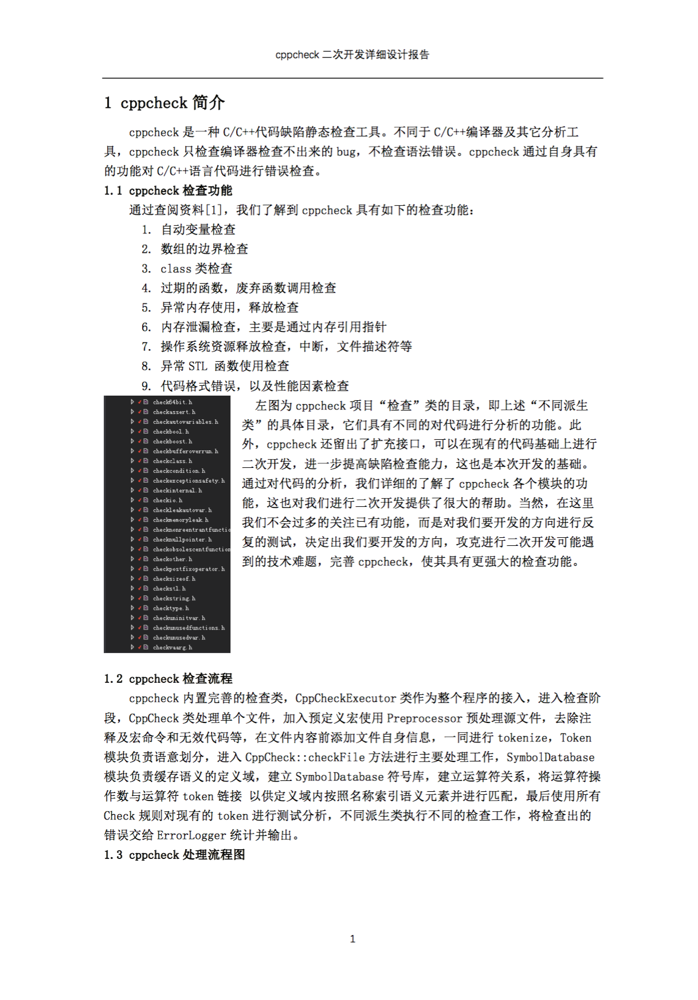 cppcheck 二次开发详细设计报告
1 cppcheck 简介
cppcheck 是一种 C/C++代码缺陷静态检查工具。不同于 C/C++编译器及其它分析工
具，cppcheck 只检查编译器检查不出来的 bug，不检查语法错误。cppcheck 通过自身具有
的功能对 C/C++语言代码进行错误检查。
1.1 cppcheck 检查功能
通过查阅资料[1]，我们了解到 cppcheck 具有如下的检查功能：
1. 自动变量检查
2. 数组的边界检查
3. class 类检查
4. 过期的函数，废弃函数调用检查
5. 异常内存使用，释放检查
6. 内存泄漏检查，主要是通过内存引用指针
7. 操作系统资源释放检查，中断，文件描述符等
8. 异常 STL 函数使用检查
9. 代码格式错误，以及性能因素检查
check64bit.h
checkassert.h
checkautovariables.h
checkbool.h
checkboost.h
checkbufferoverrun.h
checkclass.h
checkcondition.h
checkexceptionsafety.h
checkinternal.h
checkio.h
checkleakautovar.h
checkmemoryleak.h
checknonreentrantfunctio
checknullpointer.h
checkobsolescentfunction
checkother.h
checkpostfixoperator.h
checksizeof.h
checkstl.h
checkstring.h
checktype.h
checkuninitvar.h
checkunusedfunctions.h
checkunusedvar.h
checkvaarg.h
左图为 cppcheck 项目“检查”类的目录，即上述“不同派生
类”的具体目录，它们具有不同的对代码进行分析的功能。此
外，cppcheck 还留出了扩充接口，可以在现有的代码基础上进行
二次开发，进一步提高缺陷检查能力，这也是本次开发的基础。
通过对代码的分析，我们详细的了解了 cppcheck 各个模块的功
能，这也对我们进行二次开发提供了很大的帮助。当然，在这里
我们不会过多的关注已有功能，而是对我们要开发的方向进行反
复的测试，决定出我们要开发的方向，攻克进行二次开发可能遇
到的技术难题，完善 cppcheck，使其具有更强大的检查功能。
1.2 cppcheck 检查流程
cppcheck 内置完善的检查类，CppCheckExecutor 类作为整个程序的接入，进入检查阶
段，CppCheck 类处理单个文件，加入预定义宏使用 Preprocessor 预处理源文件，去除注
释及宏命令和无效代码等，在文件内容前添加文件自身信息，一同进行 tokenize，Token
模块负责语意划分，进入 CppCheck::checkFile 方法进行主要处理工作，SymbolDatabase
模块负责缓存语义的定义域，建立 SymbolDatabase 符号库，建立运算符关系，将运算符操
作数与运算符 token 链接 以供定义域内按照名称索引语义元素并进行匹配，最后使用所有
Check 规则对现有的 token 进行测试分析，不同派生类执行不同的检查工作，将检查出的
错误交给 ErrorLogger 统计并输出。
1.3 cppcheck 处理流程图
1